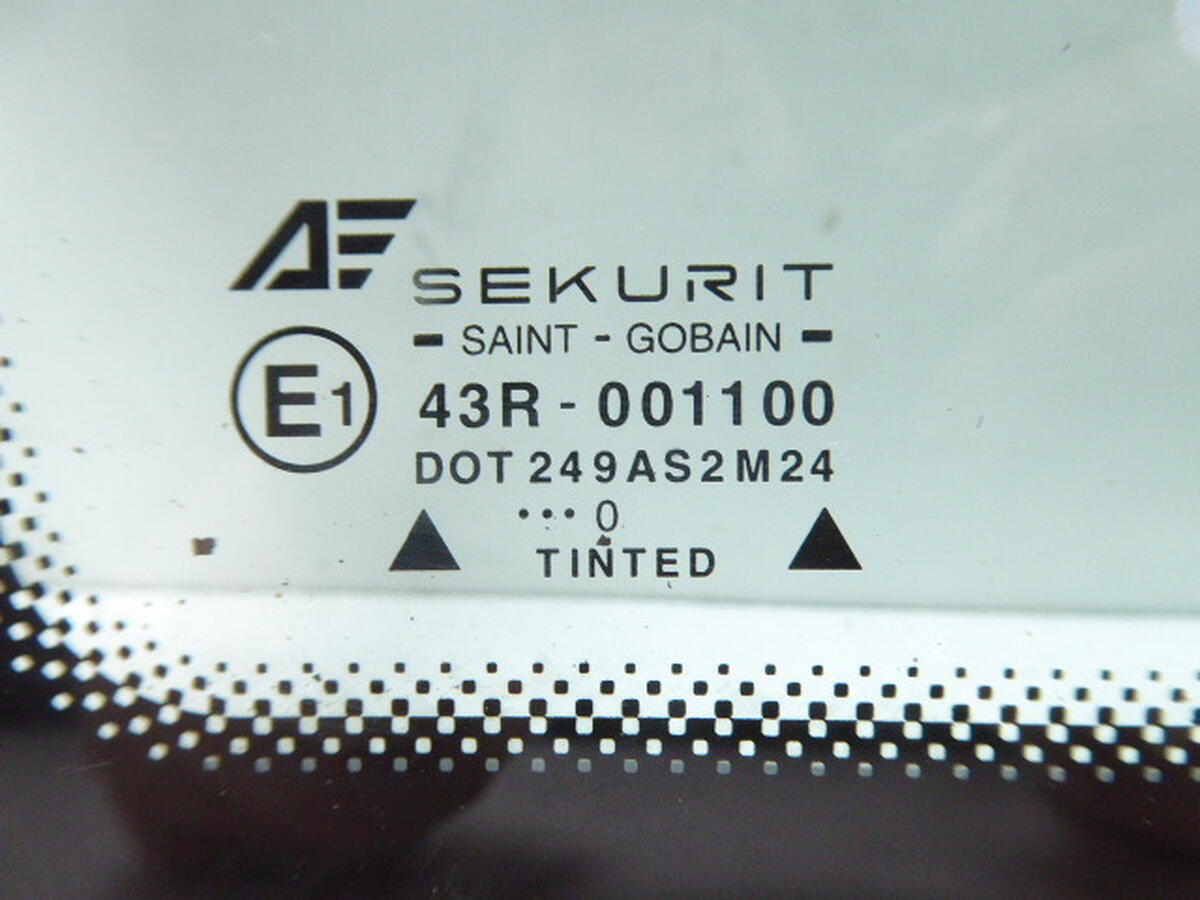 AF SEKURIT
- SAINT - GOBAIN -
E1 43R - 001100
DOT 249AS2M24
... 0
TINTED